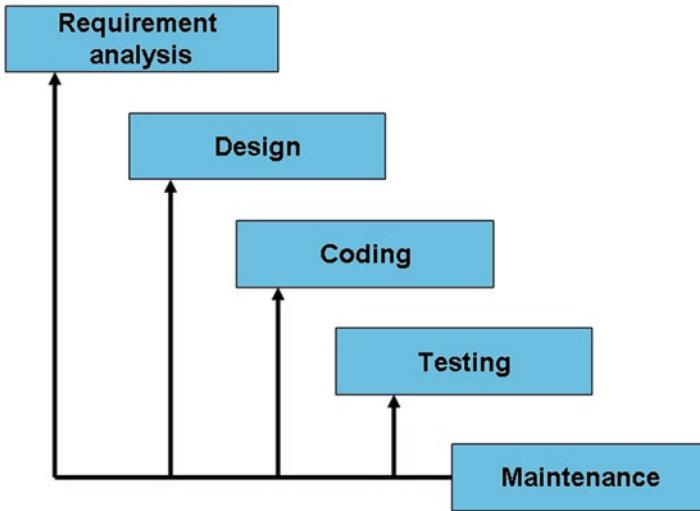 Requirement
analysis
Design
Coding
Testing
Maintenance